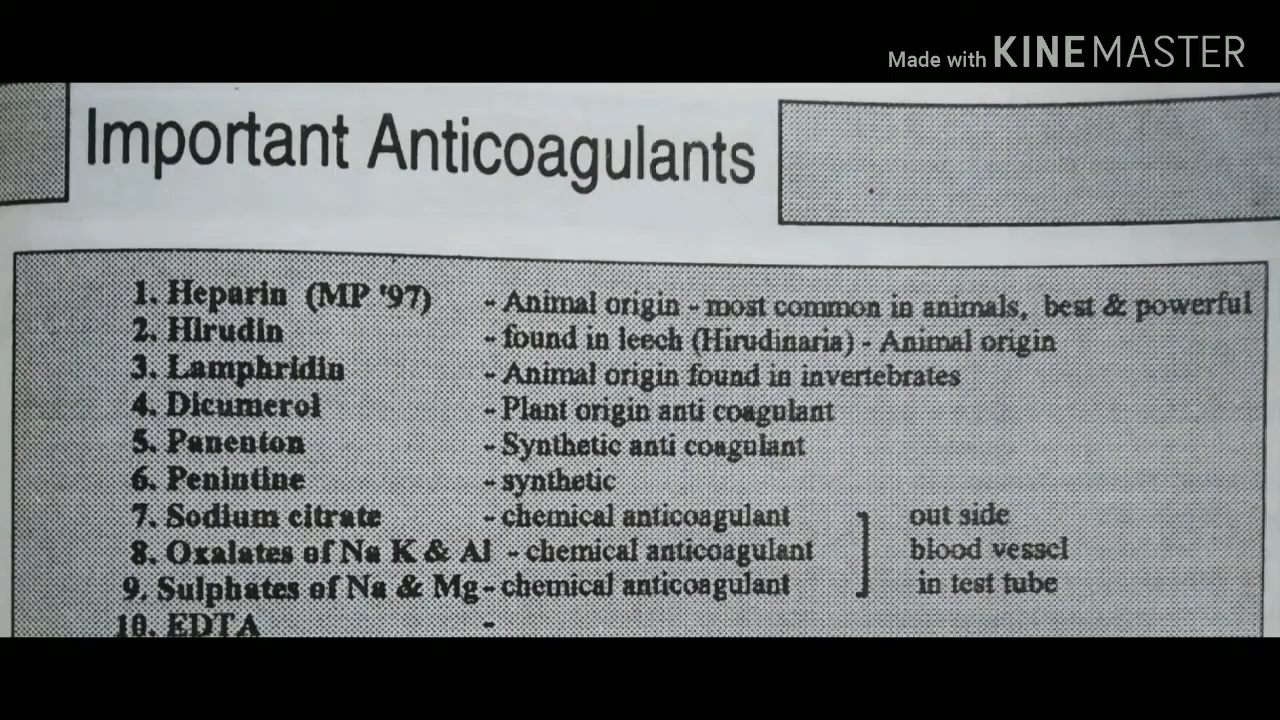 Made with KINEMASTER
Important Anticoagulants
1. Heparin (MP '97) - Animal origin - most common in animals, best & powerful
2. Hirudin - found in leech (Hirudinaria) - Animal origin
3. Lamphridin - Animal origin found in invertebrates
4. Dicumerol - Plant origin anti coagulant
5. Panenton - Synthetic anti coagulant
6. Penintine - synthetic
7. Sodium citrate - chemical anticoagulant ] out side
8. Oxalates of Na K & Al - chemical anticoagulant ] blood vessel
9. Sulphates of Na & Mg - chemical anticoagulant ] in test tube
10. EDTA -